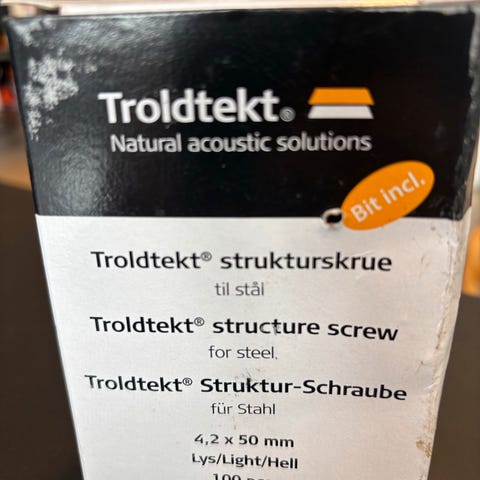 Troldtekt®
Natural acoustic solutions
Bit incl.
Troldtekt® strukturskrue
til stål
Troldtekt® structure screw
for steel.
Troldtekt® Struktur-Schraube
für Stahl
4,2 x 50 mm
Lys/Light/Hell
100